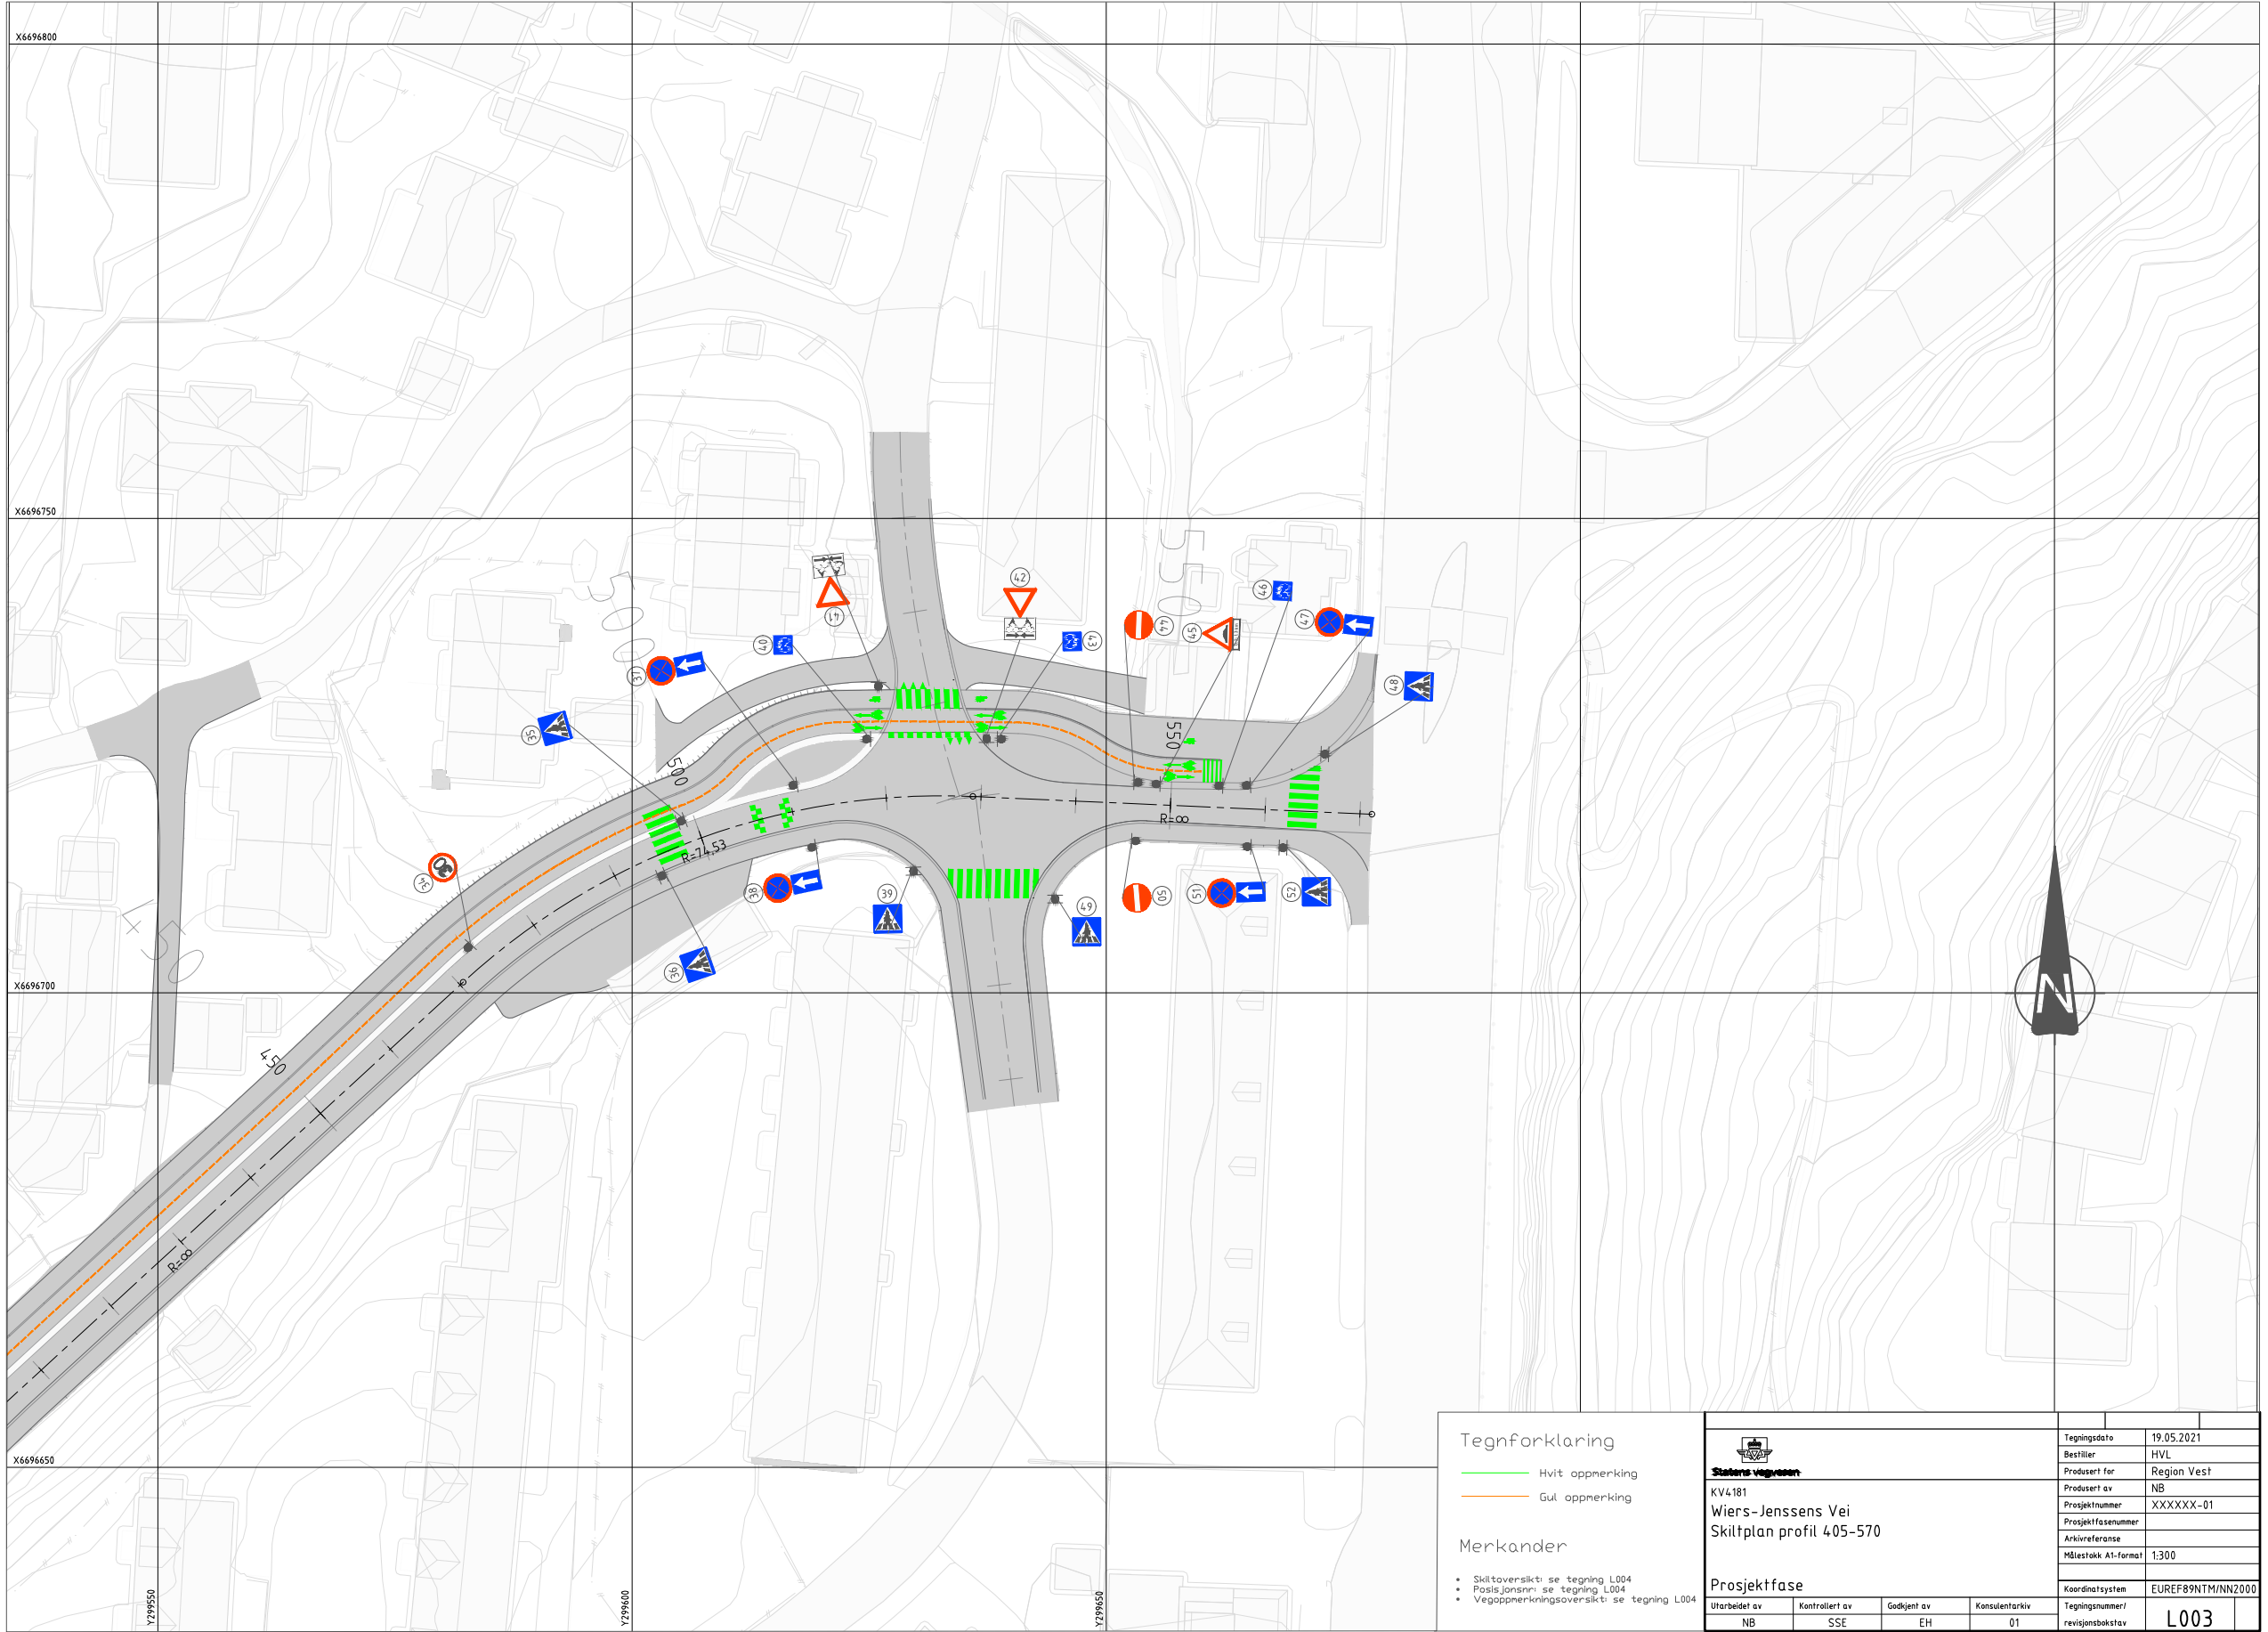 X6696800
X6696750
X6696700
X6696650
Y299550
Y299600
Y299650
41
42
40
43
44
45
46
47
37
35
48
34
30
38
39
49
50
51
52
36
500
550
450
R=74,53
R=∞
R=∞
N
Tegnforklaring
Hvit oppmerking
Gul oppmerking
Merkander
• Skiltoversikt: se tegning L004
• Posisjonsnr: se tegning L004
• Vegoppmerkningsoversikt: se tegning L004
Statens vegvesen
KV4181
Wiers-Jenssens Vei
Skiltplan profil 405-570
Prosjektfase
Utarbeidet av Kontrollert av Godkjent av Konsulentarkiv
NB SSE EH 01
Tegningsdato 19.05.2021
Bestiller HVL
Produsert for Region Vest
Produsert av NB
Prosjektnummer XXXXXX-01
Prosjektfasenummer
Arkivreferanse
Målestokk A1-format 1:300
Koordinatsystem EUREF89NTM/NN2000
Tegningsnummer/
revisjonsbokstav L003